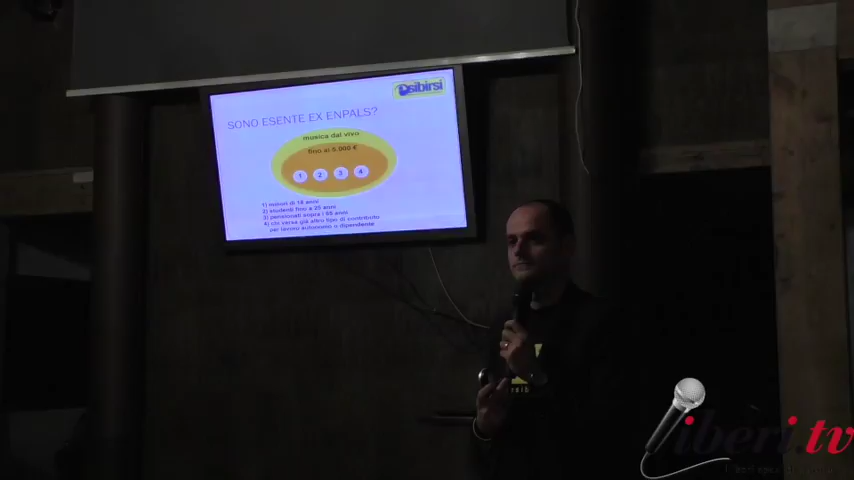 sibirsi
SONO ESENTE EX ENPALS?
musica dal vivo
fino ai 5.000 €
1 2 3 4
1) minori di 18 anni
2) studenti fino a 25 anni
3) pensionati sopra i 65 anni
4) chi versa già altro tipo di contributo
per lavoro autonomo o dipendente
liberi.tv